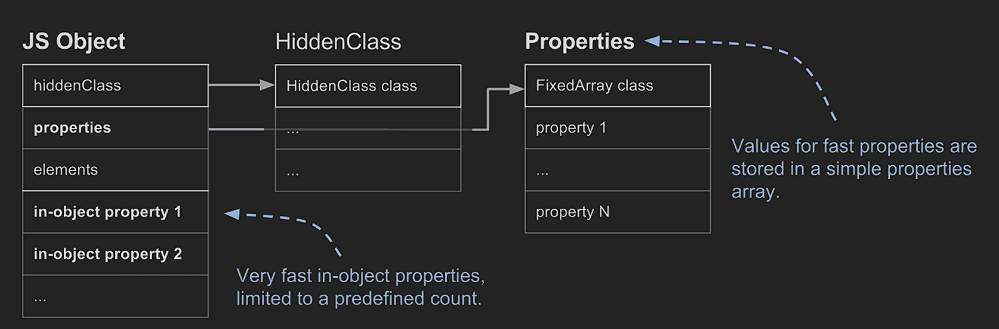 JS Object
hiddenClass
properties
elements
in-object property 1
in-object property 2
...
HiddenClass
HiddenClass class
...
...
Properties
FixedArray class
property 1
...
property N
Values for fast properties are
stored in a simple properties
array.
Very fast in-object properties,
limited to a predefined count.